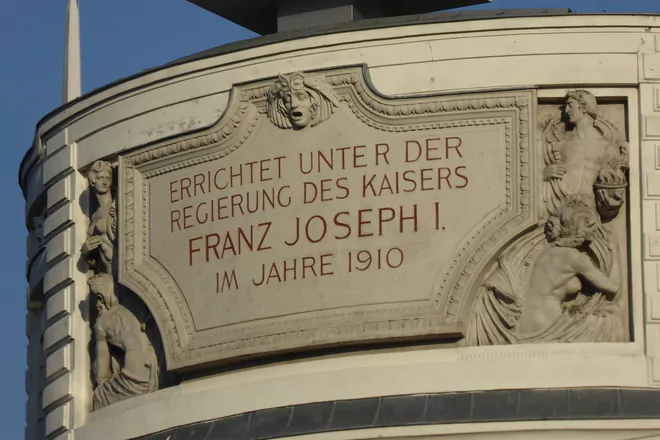 ERRICHTET UNTER DER
REGIERUNG DES KAISERS
FRANZ JOSEPH I.
IM JAHRE 1910